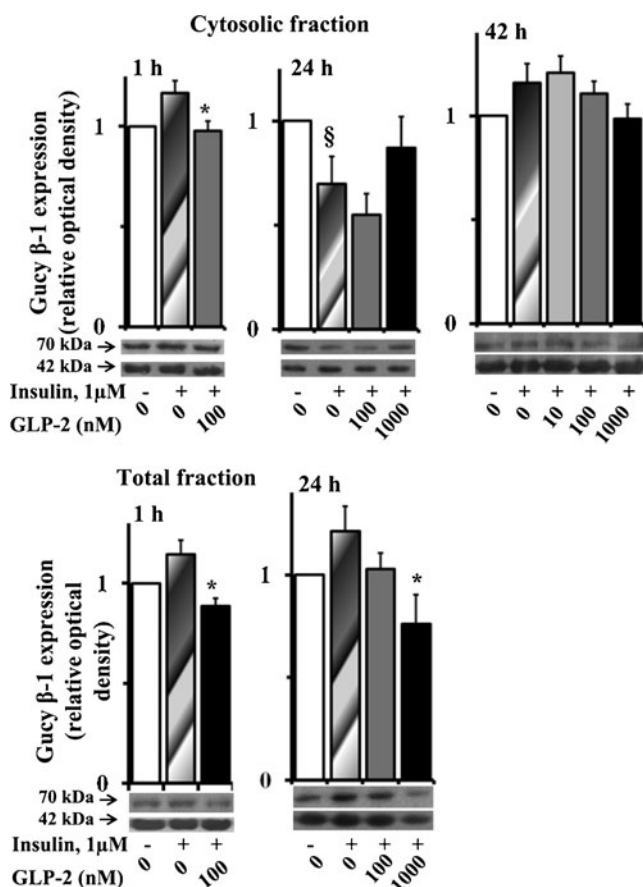 Cytosolic fraction
1 h
24 h
42 h
Gucy β-1 expression
(relative optical density)
1
0
1
0
1
0
70 kDa →
42 kDa →
Insulin, 1µM - + + - + + + - + + + +
GLP-2 (nM) 0 0 100 0 0 100 1000 0 0 10 100 1000
Total fraction
1 h
24 h
Gucy β-1 expression
(relative optical
density)
1
0
1
0
*
§
*
*
70 kDa →
42 kDa →
Insulin, 1µM - + + - + + +
GLP-2 (nM) 0 0 100 0 0 100 1000